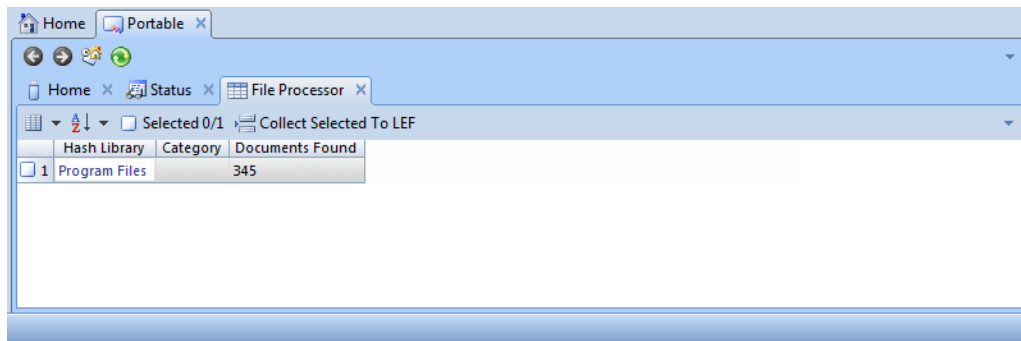 Home Portable
Home Status File Processor
Selected 0/1 Collect Selected To LEF
Hash Library Category Documents Found
1 Program Files 345